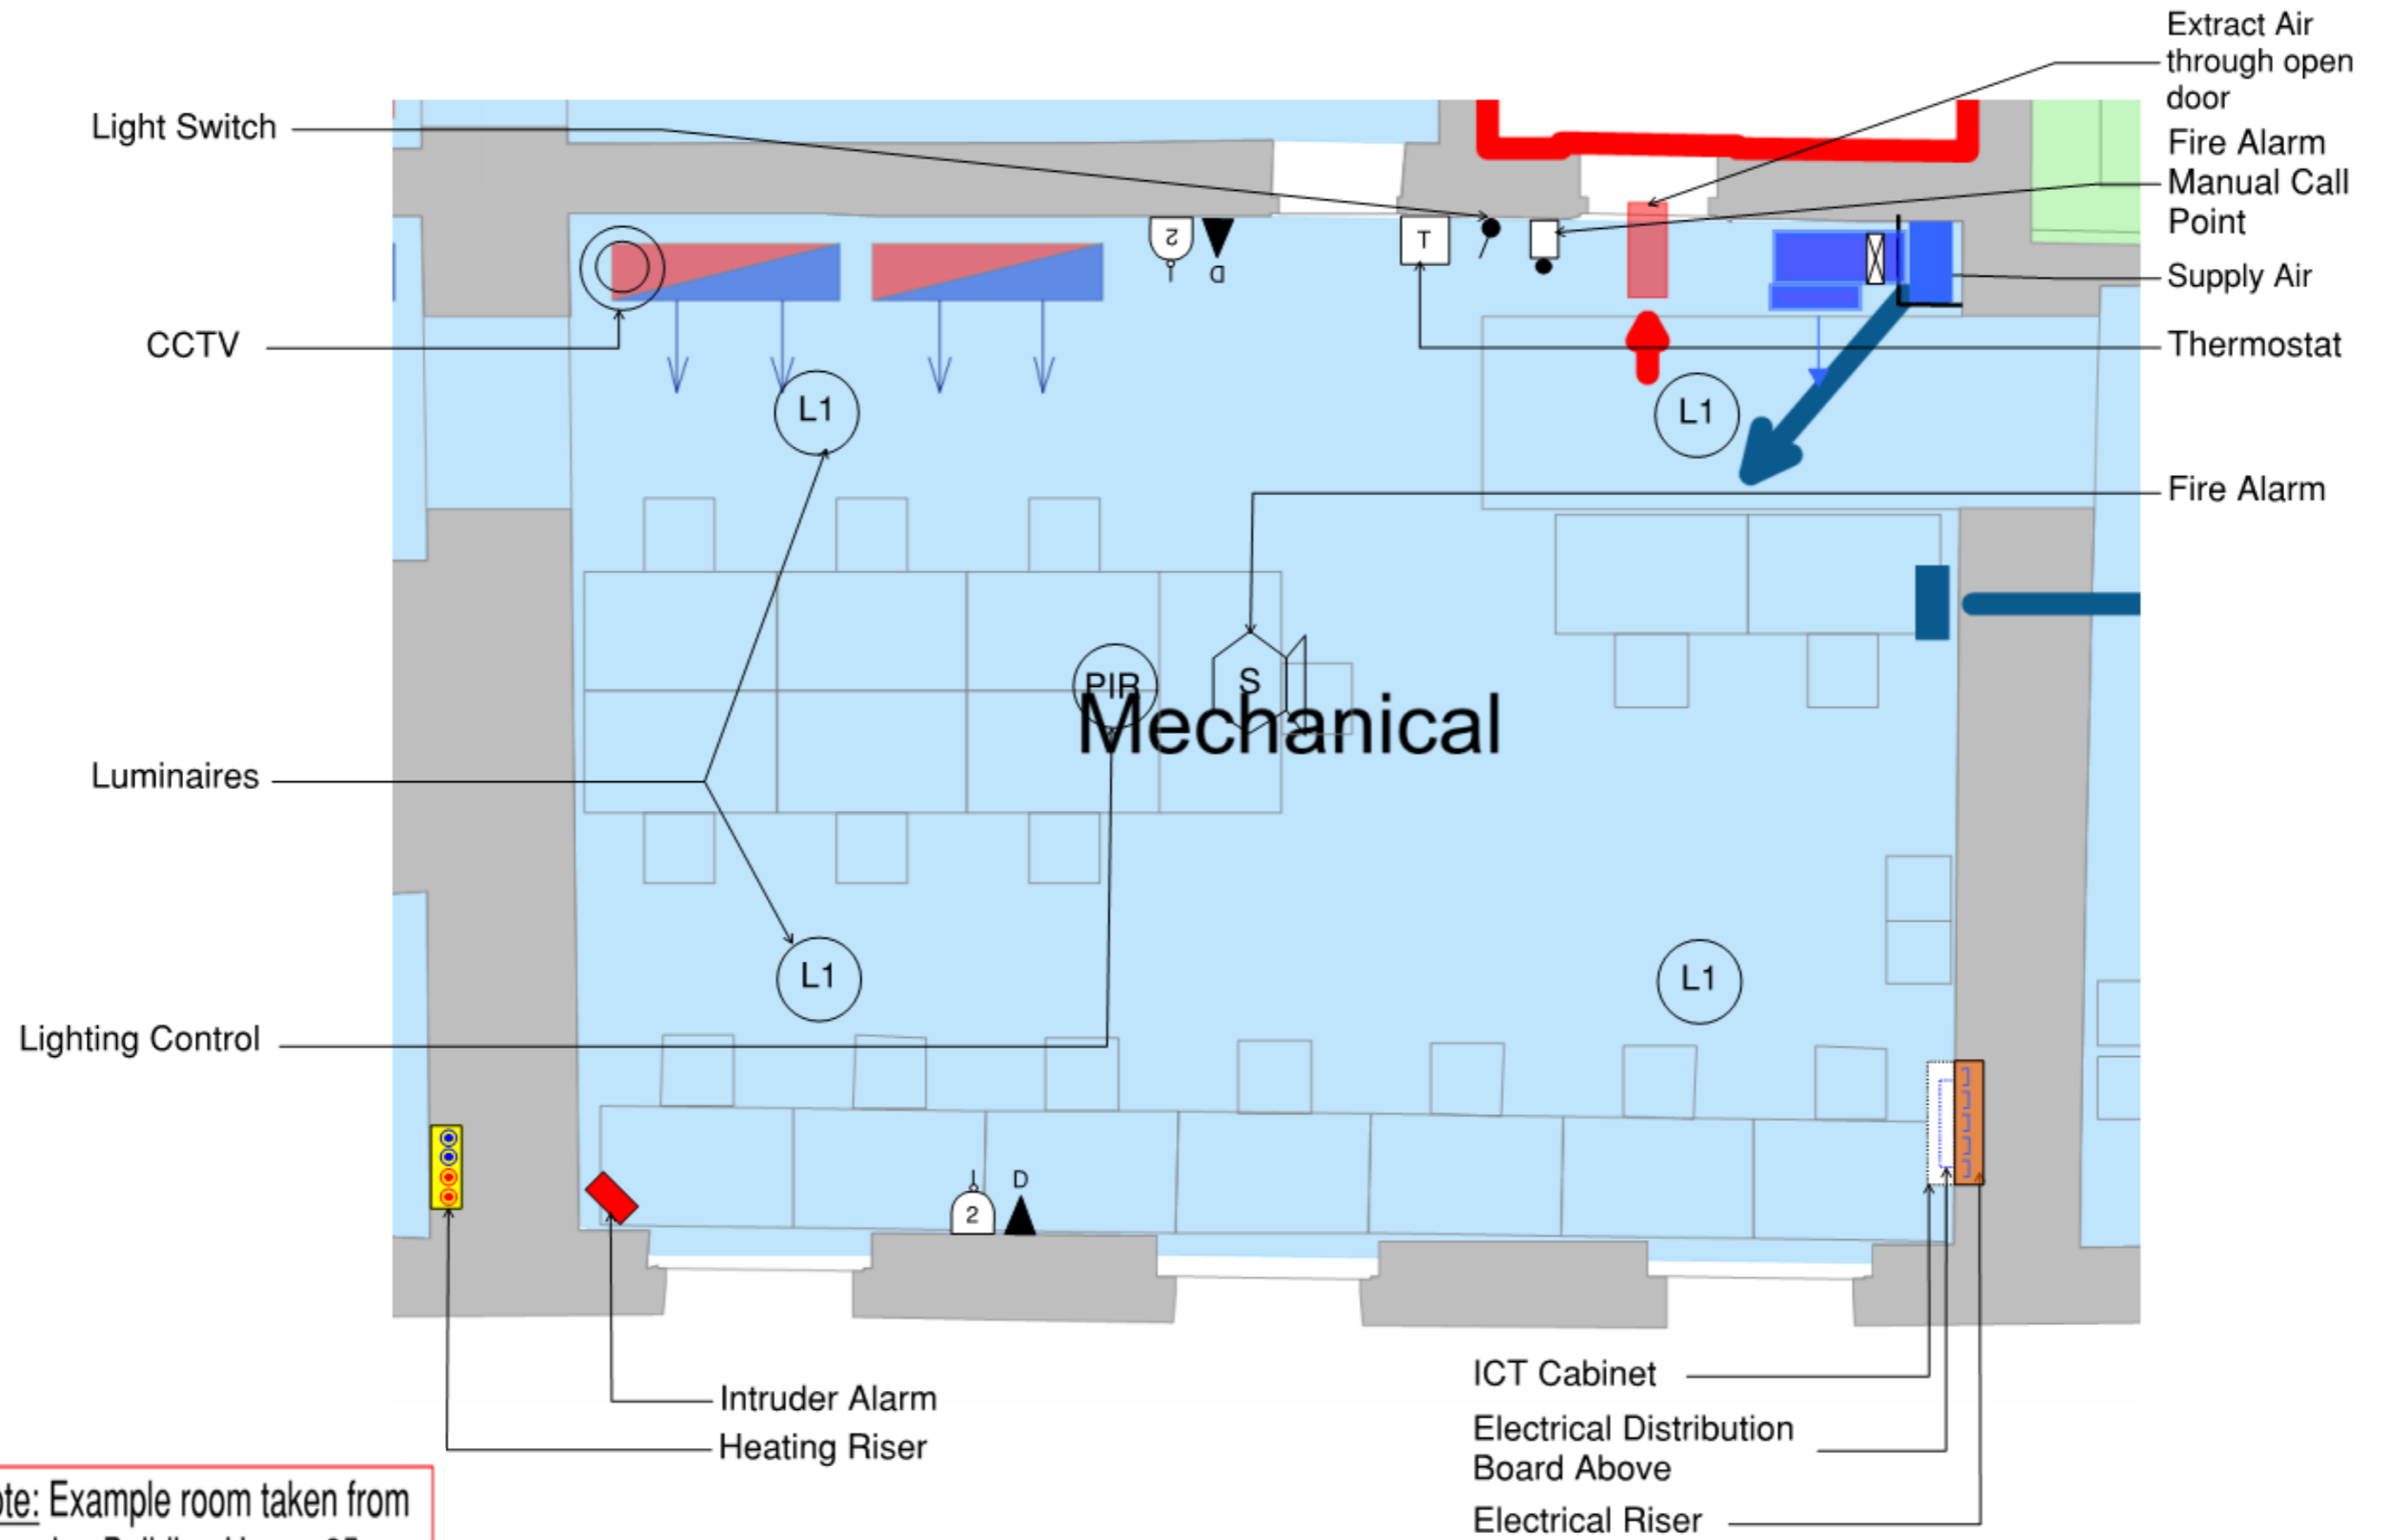 Extract Air
through open
door
Light Switch
Fire Alarm
Manual Call
Point
2
D
T
Supply Air
CCTV
Thermostat
L1
L1
Fire Alarm
PIR
S
Mechanical
Luminaires
L1
L1
Lighting Control
D
2
ICT Cabinet
Intruder Alarm
Electrical Distribution
Board Above
Heating Riser
Example room taken from
Electrical Riser